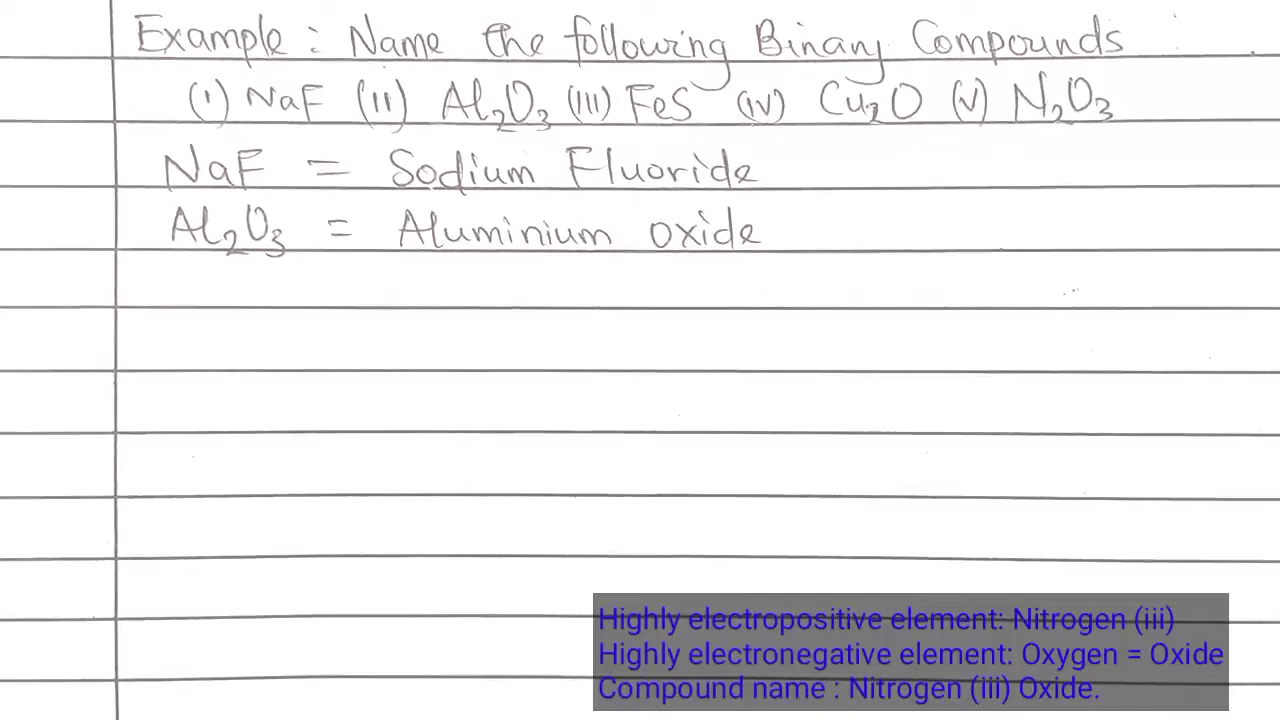 Example : Name the following Binary Compounds
(i) NaF (ii) Al₂O₃ (iii) FeS (iv) Cu₂O (v) N₂O₃
NaF = Sodium Fluoride
Al₂O₃ = Aluminium oxide
Highly electropositive element: Nitrogen (iii)
Highly electronegative element: Oxygen = Oxide
Compound name : Nitrogen (iii) Oxide.